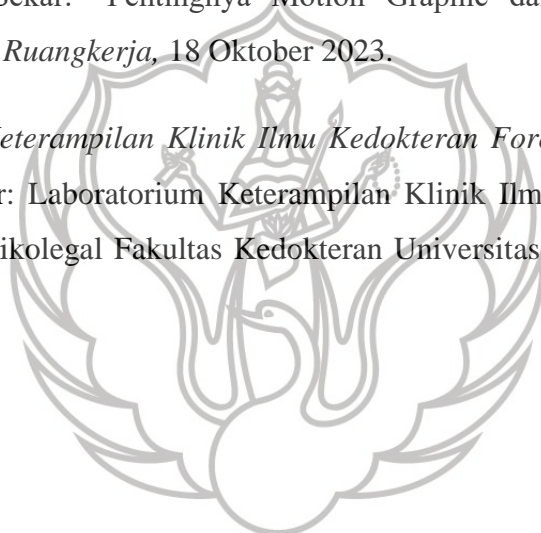 Sekar. "Pentingnya Motion Graphic da
Ruangkerja, 18 Oktober 2023.
Keterampilan Klinik Ilmu Kedokteran For
r: Laboratorium Keterampilan Klinik Ilm
ikolegal Fakultas Kedokteran Universitas